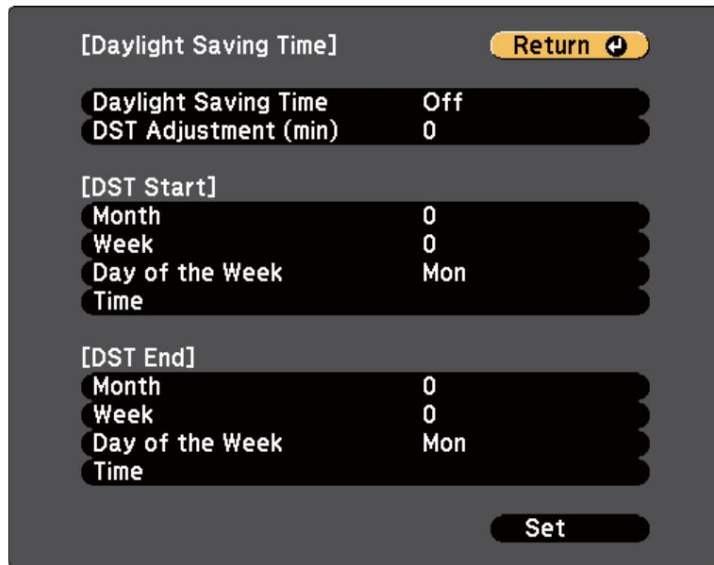 [Daylight Saving Time] Return
Daylight Saving Time Off
DST Adjustment (min) 0
[DST Start]
Month 0
Week 0
Day of the Week Mon
Time
[DST End]
Month 0
Week 0
Day of the Week Mon
Time
Set